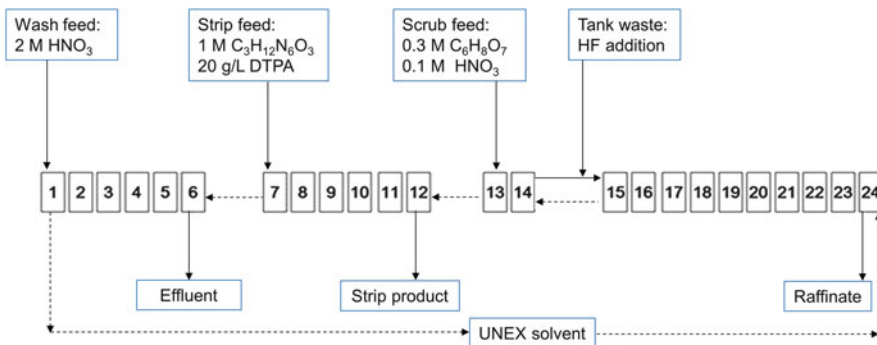 Wash feed:
2 M HNO₃
Strip feed:
1 M C₃H₁₂N₆O₃
20 g/L DTPA
Scrub feed:
0.3 M C₆H₈O₇
0.1 M HNO₃
Tank waste:
HF addition
1 2 3 4 5 6 7 8 9 10 11 12 13 14 15 16 17 18 19 20 21 22 23 24
Effluent
Strip product
Raffinate
UNEX solvent